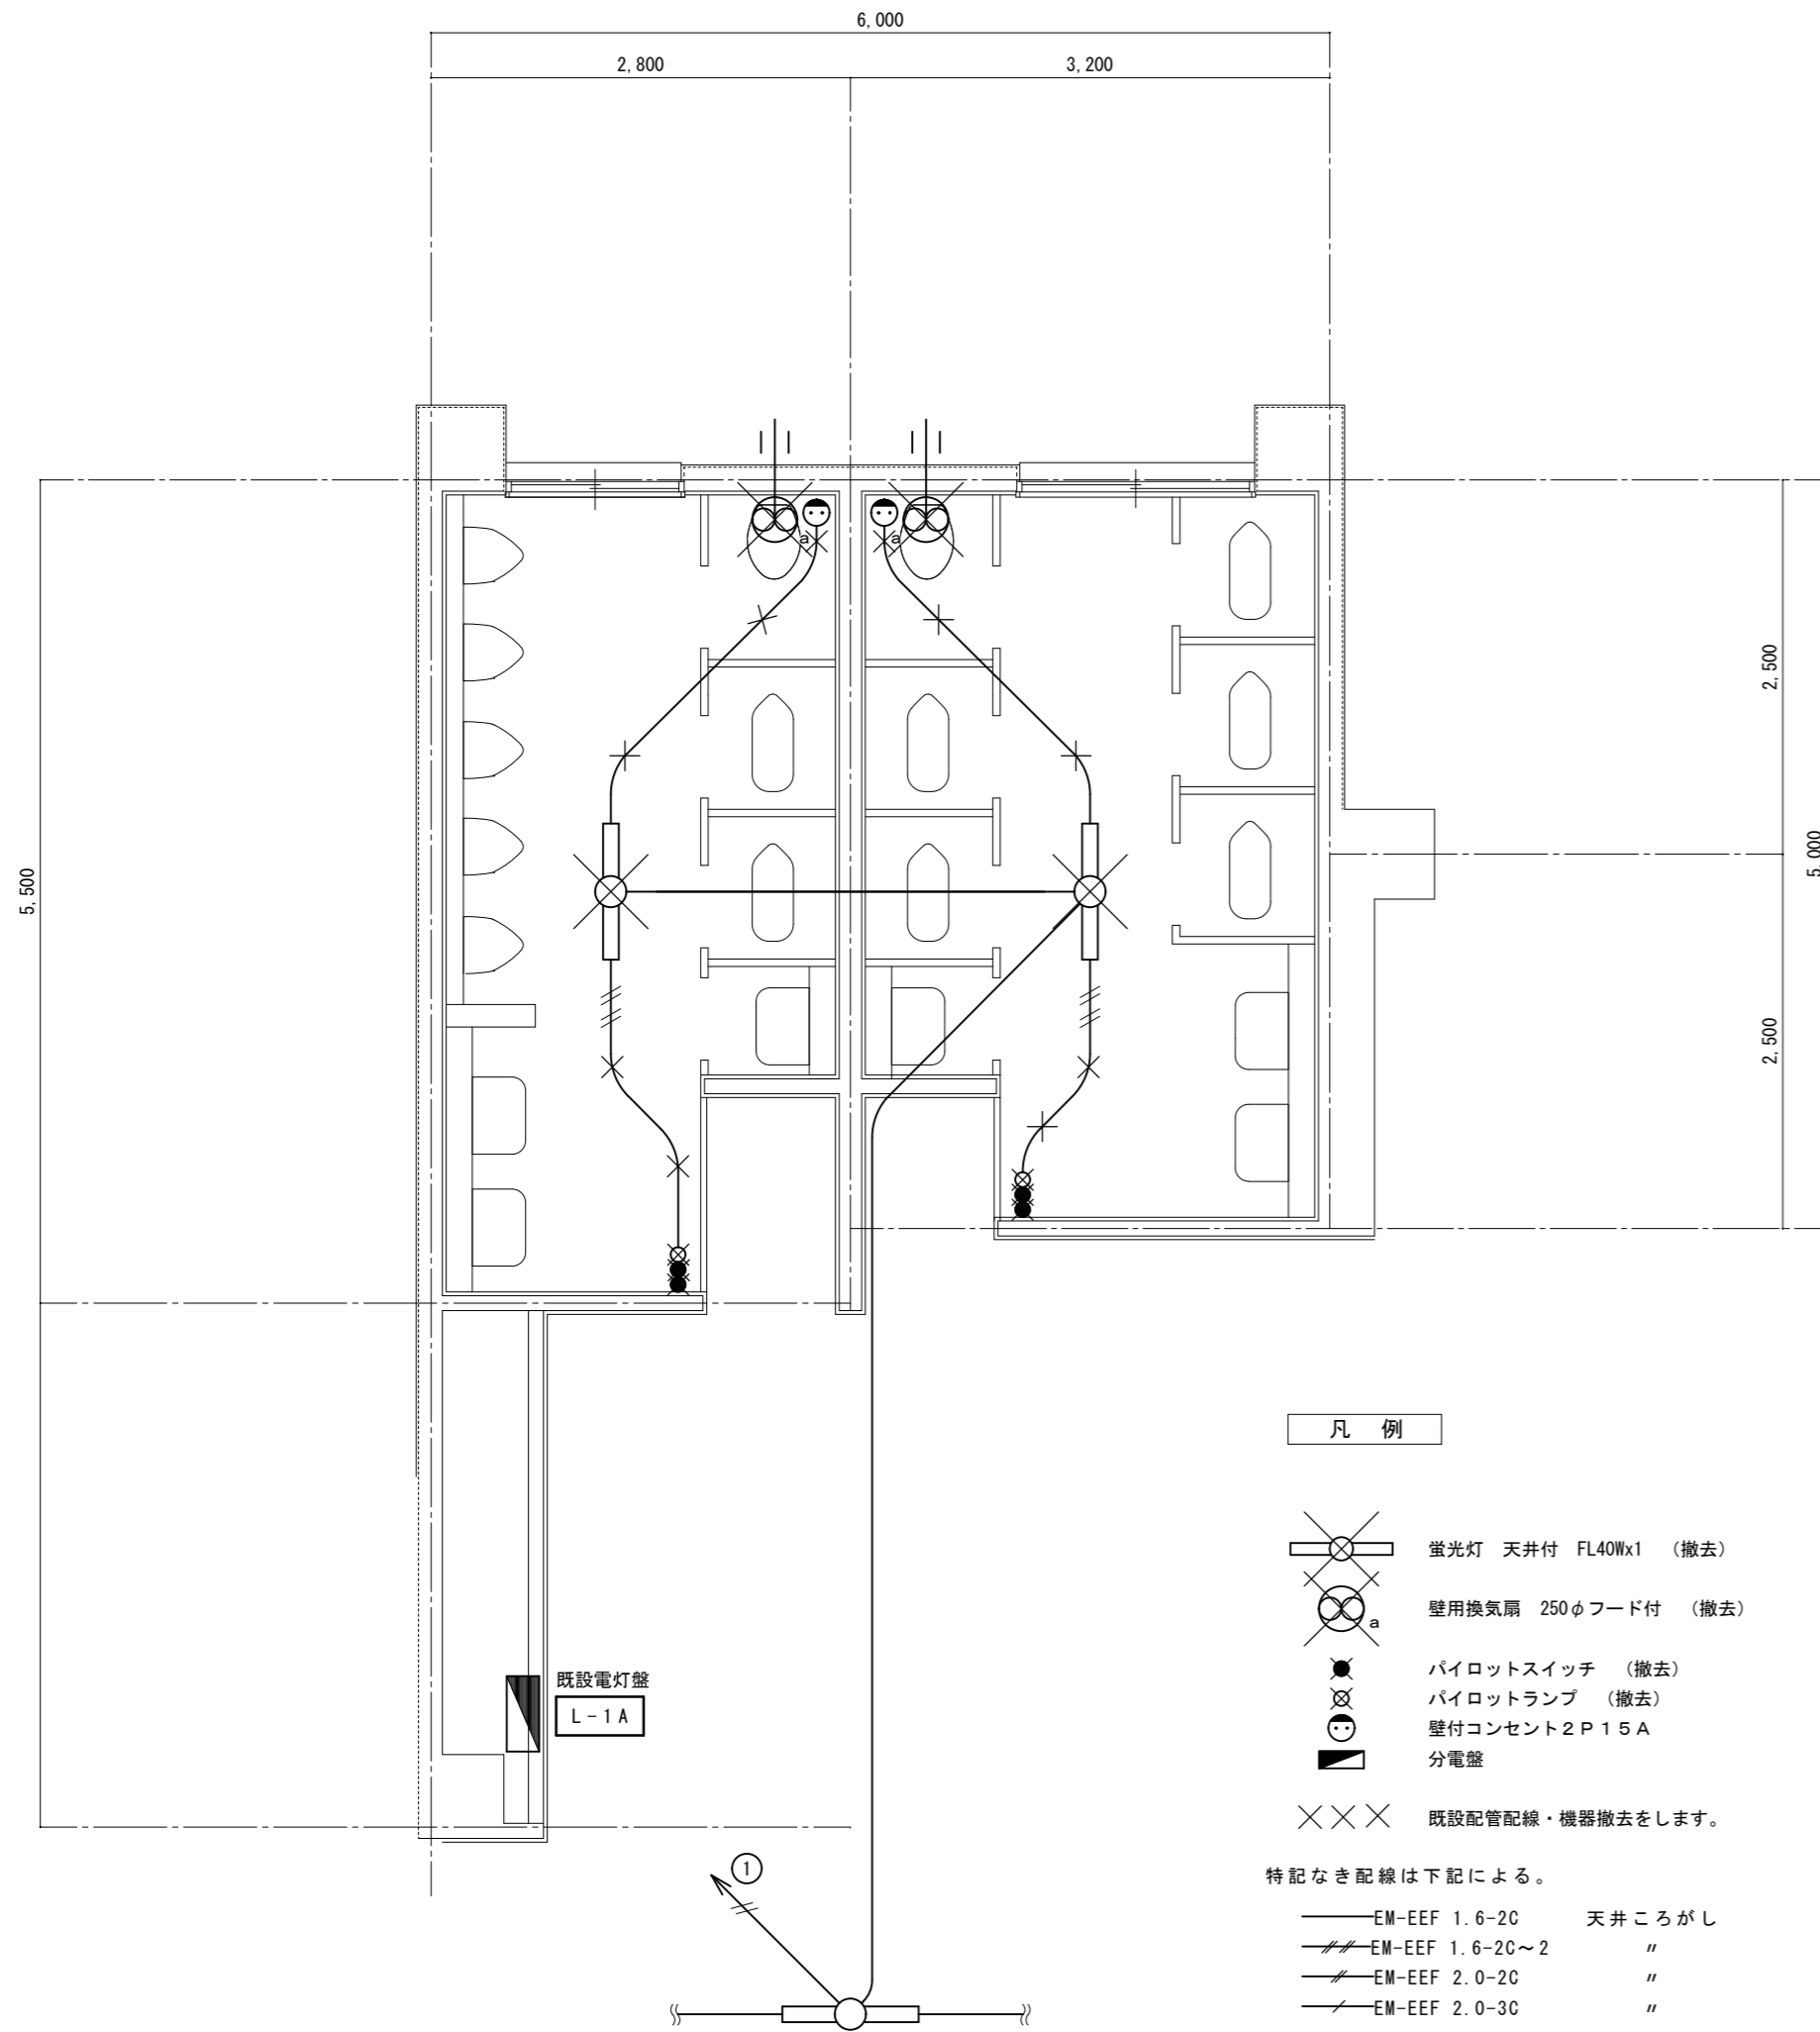 6,000
2,800
3,200
5,500
2,500
5,000
2,500
a
a
凡 例
蛍光灯 天井付 FL40Wx1 （撤去）
壁用換気扇 250φフード付 （撤去）
a
パイロットスイッチ （撤去）
パイロットランプ （撤去）
壁付コンセント２Ｐ１５Ａ
分電盤
既設配管配線・機器撤去をします。
既設電灯盤
L-1A
1
特記なき配線は下記による。
EM-EEF 1.6-2C 天井ころがし
EM-EEF 1.6-2C～2 〃
EM-EEF 2.0-2C 〃
EM-EEF 2.0-3C 〃